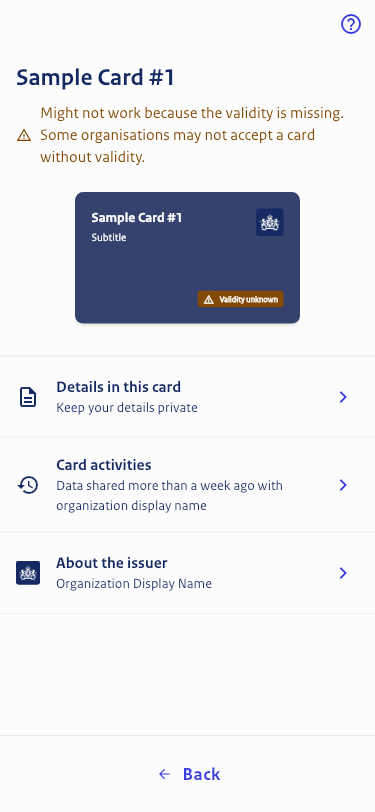 Sample Card #1
Might not work because the validity is missing.
Some organisations may not accept a card
without validity.
Sample Card #1
Subtitle
Validity unknown
Details in this card
Keep your details private
Card activities
Data shared more than a week ago with
organization display name
About the issuer
Organization Display Name
Back